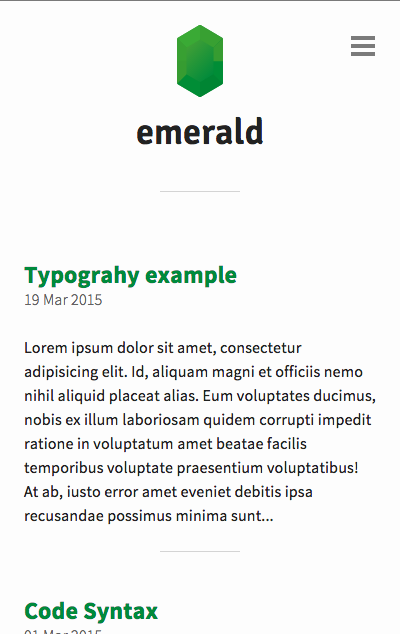 emerald
Typograhy example
19 Mar 2015
Lorem ipsum dolor sit amet, consectetur
adipisicing elit. Id, aliquam magni et officiis nemo
nihil aliquid placeat alias. Eum voluptates ducimus,
nobis ex illum laboriosam quidem corrupti impedit
ratione in voluptatum amet beatae facilis
temporibus voluptate praesentium voluptatibus!
At ab, iusto error amet eveniet debitis ipsa
recusandae possimus minima sunt...
Code Syntax
01 Mar 2015